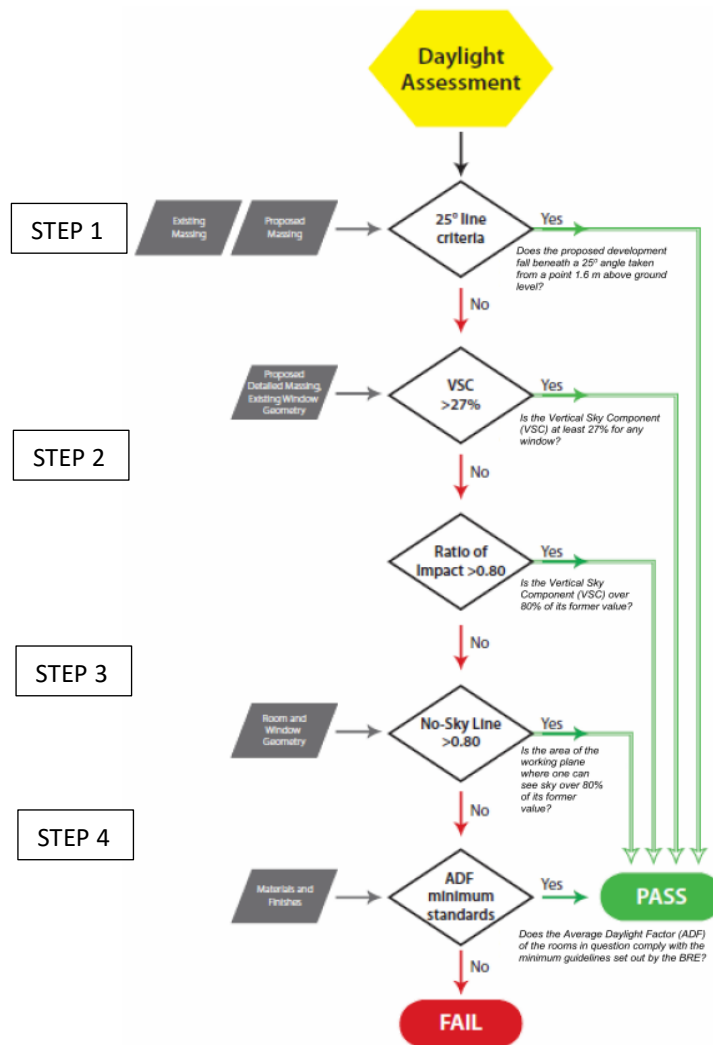 Daylight
Assessment
STEP 1
Existing
Massing
Proposed
Massing
25º line
criteria
Yes
Does the proposed development
fall beneath a 25º angle taken
from a point 1.6 m above ground
level?
No
Proposed
Detailed Massing,
Existing Window
Geometry
VSC
>27%
Yes
Is the Vertical Sky Component
(VSC) at least 27% for any
window?
STEP 2
No
Ratio of
Impact >0.80
Yes
Is the Vertical Sky
Component (VSC) over
80% of its former value?
No
STEP 3
Room and
Window
Geometry
No-Sky Line
>0.80
Yes
Is the area of the
working plane
where one can
see sky over 80%
of its former
value?
No
STEP 4
Materials and
Finishes
ADF
minimum
standards
Yes
PASS
Does the Average Daylight Factor (ADF)
of the rooms in question comply with the
minimum guidelines set out by the BRE?
No
FAIL